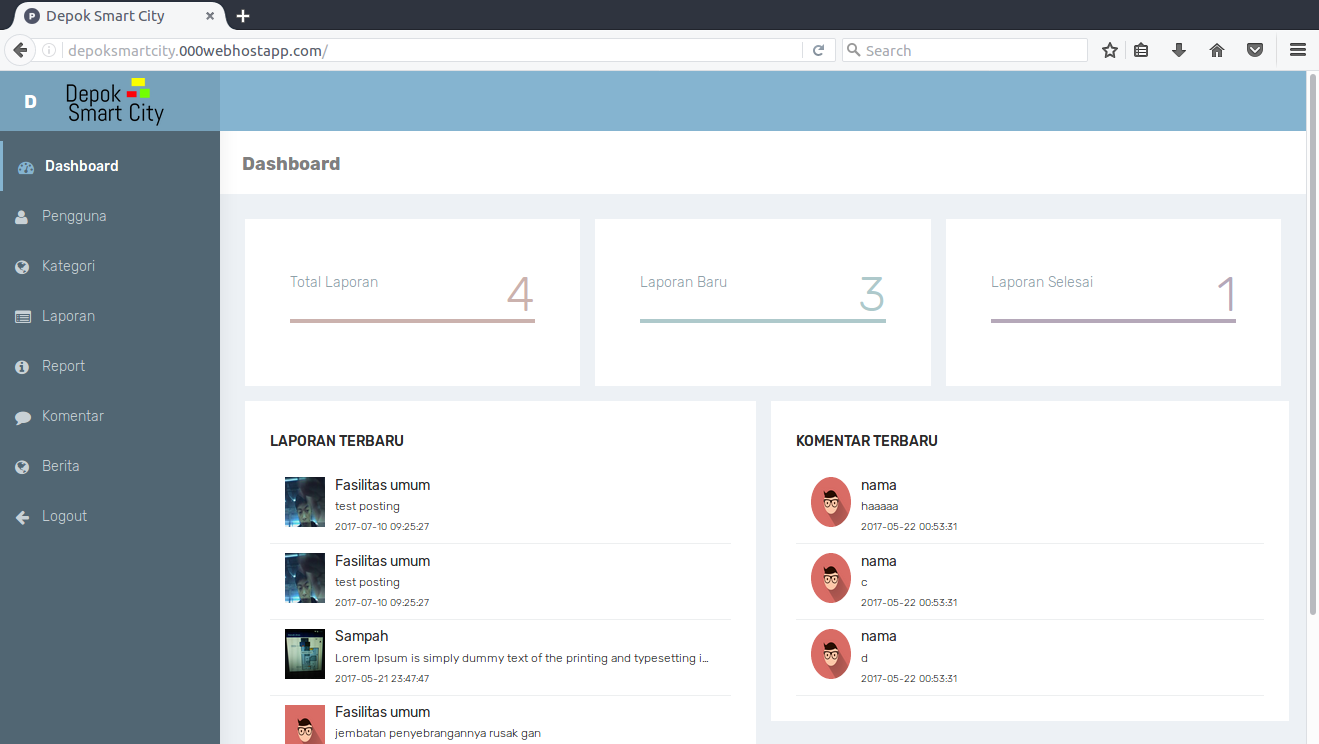 P Depok Smart City
depoksmartcity.000webhostapp.com/
Search
D
Depok
Smart City
Dashboard
Pengguna
Kategori
Laporan
Report
Komentar
Berita
Logout
Dashboard
Total Laporan
4
Laporan Baru
3
Laporan Selesai
1
LAPORAN TERBARU
Fasilitas umum
test posting
2017-07-10 09:25:27
Fasilitas umum
test posting
2017-07-10 09:25:27
Sampah
Lorem Ipsum is simply dummy text of the printing and typesetting i...
2017-05-21 23:47:47
Fasilitas umum
jembatan penyebrangannya rusak gan
KOMENTAR TERBARU
nama
haaaaa
2017-05-22 00:53:31
nama
c
2017-05-22 00:53:31
nama
d
2017-05-22 00:53:31